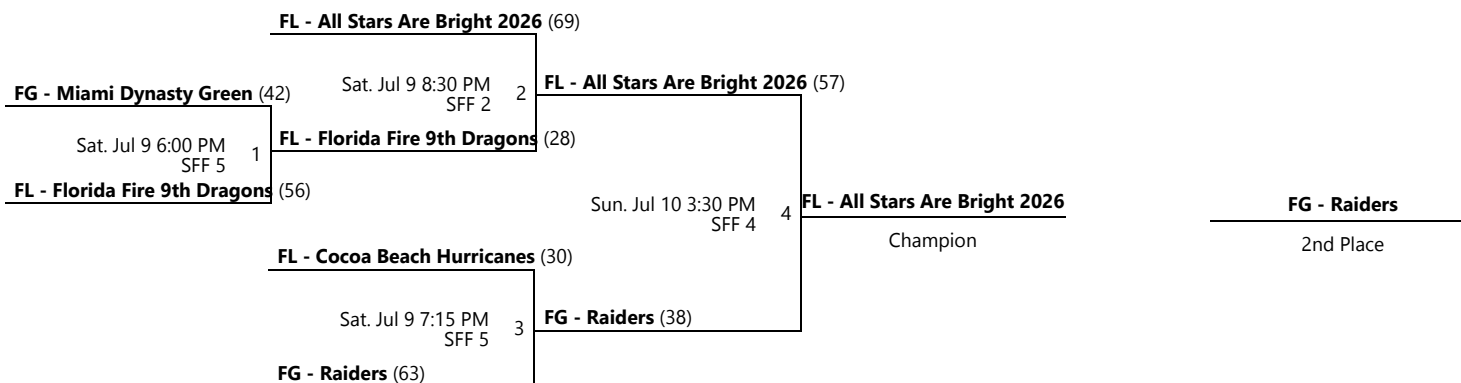 FL - All Stars Are Bright 2026 (69)
Sat. Jul 9 8:30 PM
SFF 2
2
FL - All Stars Are Bright 2026 (57)
FG - Miami Dynasty Green (42)
Sat. Jul 9 6:00 PM
SFF 5
1
FL - Florida Fire 9th Dragons (28)
FL - Florida Fire 9th Dragons (56)
Sun. Jul 10 3:30 PM
SFF 4
4
FL - All Stars Are Bright 2026
Champion
FG - Raiders
2nd Place
FL - Cocoa Beach Hurricanes (30)
Sat. Jul 9 7:15 PM
SFF 5
3
FG - Raiders (38)
FG - Raiders (63)